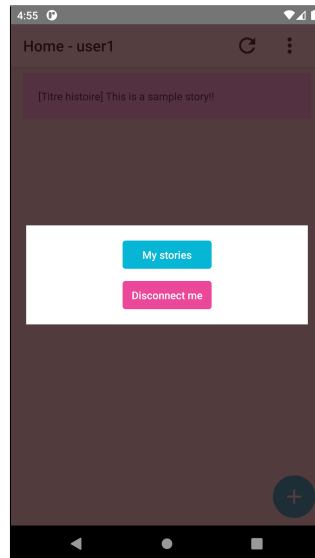 4:55
Home - user1
[Titre histoire] This is a sample story!!
My stories
Disconnect me